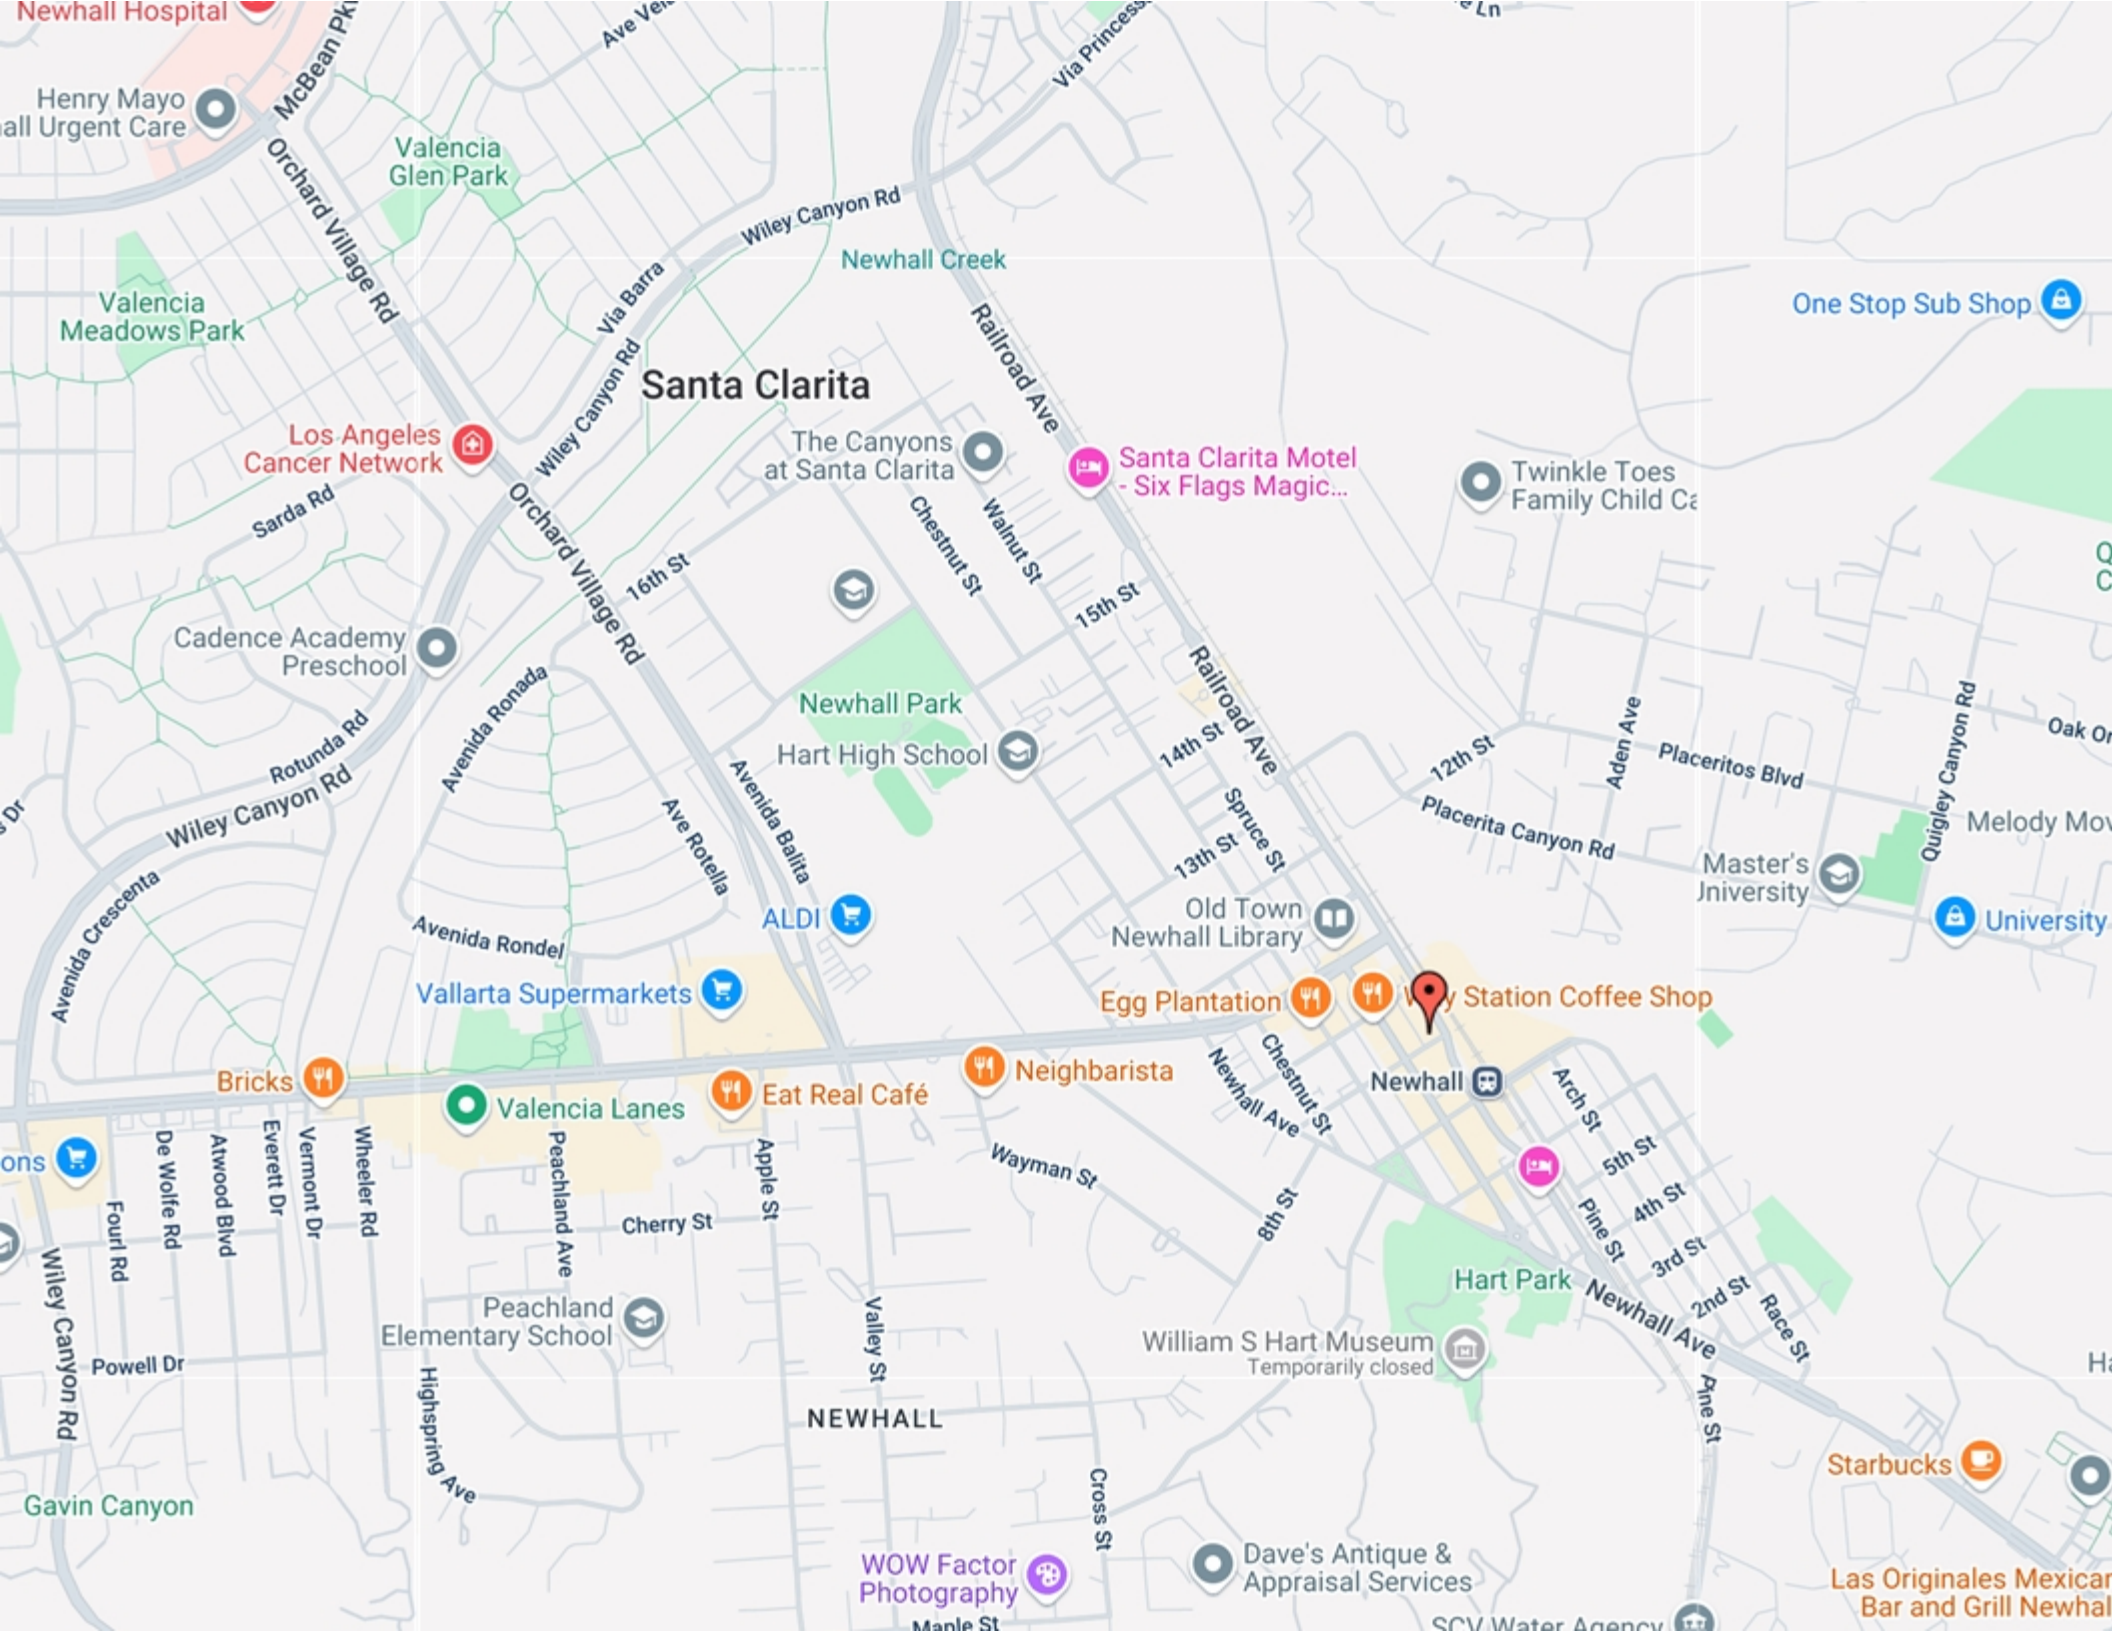 Newhall Hospital
McBean Pk
Ave Vel
Via Princess
Ln
Henry Mayo
all Urgent Care
Valencia
Glen Park
Orchard Village Rd
Wiley Canyon Rd
Newhall Creek
Via Barra
Valencia
Meadows Park
One Stop Sub Shop
Railroad Ave
Santa Clarita
Wiley Canyon Rd
Los Angeles
Cancer Network
The Canyons
at Santa Clarita
Santa Clarita Motel
- Six Flags Magic...
Twinkle Toes
Family Child Ca
Sarda Rd
Orchard Village Rd
Chestnut St
Walnut St
16th St
15th St
Q
C
Cadence Academy
Preschool
Avenida Ronada
Newhall Park
Railroad Ave
Hart High School
14th St
12th St
Aden Ave
Placeritos Blvd
Quigley Canyon Rd
Oak Or
Rotunda Rd
Wiley Canyon Rd
s Dr
Avenida Balita
Ave Rotella
Spruce St
Placerita Canyon Rd
Melody Mov
13th St
Master's
University
Avenida Crescenta
ALDI
Old Town
Newhall Library
University
Avenida Rondel
Vallarta Supermarkets
Egg Plantation
Way Station Coffee Shop
Bricks
Valencia Lanes
Eat Real Café
Neighbarista
Newhall Ave
Chestnut St
Newhall
Arch St
ons
De Wolfe Rd
Atwood Blvd
Everett Dr
Vermont Dr
Wheeler Rd
Peachland Ave
Apple St
Wayman St
5th St
4th St
Fourl Rd
Cherry St
8th St
Pine St
3rd St
Wiley Canyon Rd
Hart Park
Newhall Ave
2nd St
Race St
Peachland
Elementary School
Valley St
William S Hart Museum
Temporarily closed
Powell Dr
Ha
Highspring Ave
NEWHALL
Pine St
Starbucks
Gavin Canyon
Cross St
WOW Factor
Photography
Dave's Antique &
Appraisal Services
Las Originales Mexican
Bar and Grill Newhal
Maple St
SCV Water Agency